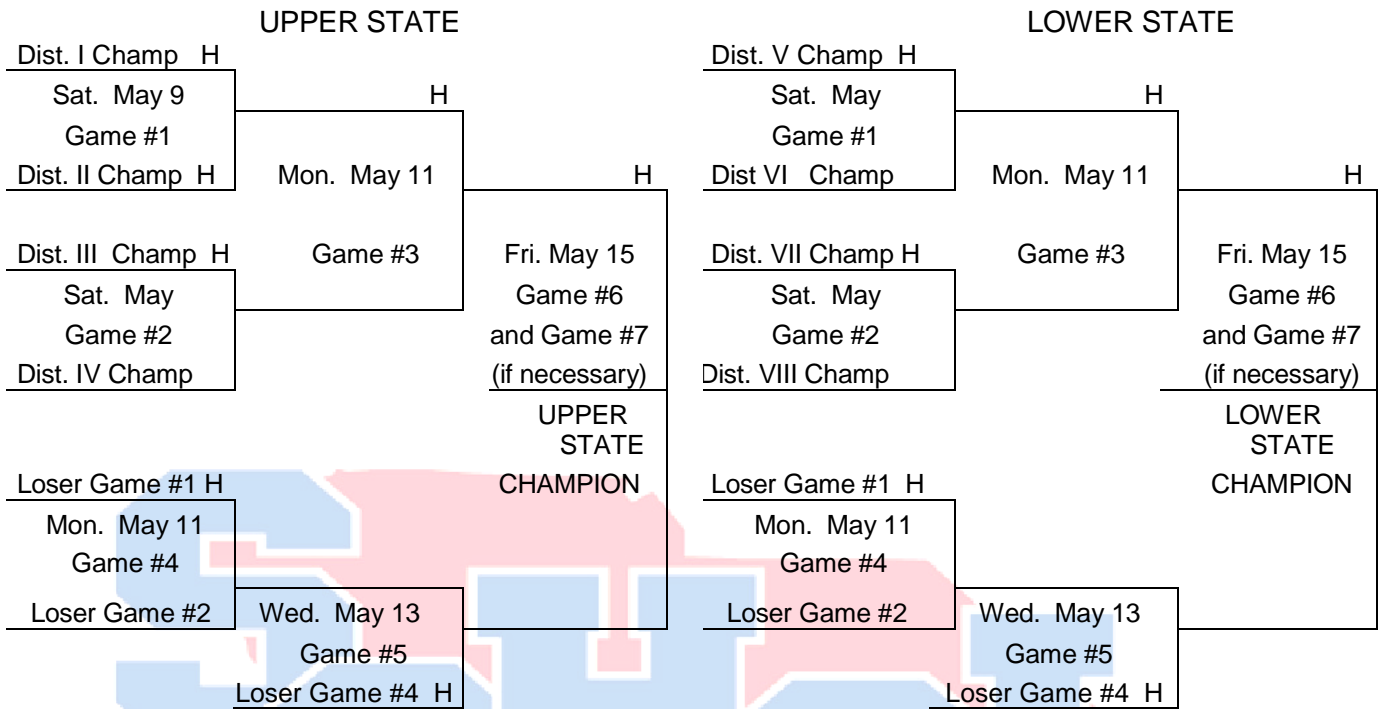 UPPER STATE
Dist. I Champ H
Sat. May 9
Game #1
Dist. II Champ H
H
Mon. May 11
Game #3
H
Dist. III Champ H
Sat. May
Game #2
Dist. IV Champ
Fri. May 15
Game #6
and Game #7
(if necessary)
UPPER
STATE
CHAMPION
Loser Game #1 H
Mon. May 11
Game #4
Loser Game #2
Wed. May 13
Game #5
Loser Game #4 H
LOWER STATE
Dist. V Champ H
Sat. May
Game #1
Dist VI Champ
H
Mon. May 11
Game #3
H
Dist. VII Champ H
Sat. May
Game #2
Dist. VIII Champ
Fri. May 15
Game #6
and Game #7
(if necessary)
LOWER
STATE
CHAMPION
Loser Game #1 H
Mon. May 11
Game #4
Loser Game #2
Wed. May 13
Game #5
Loser Game #4 H